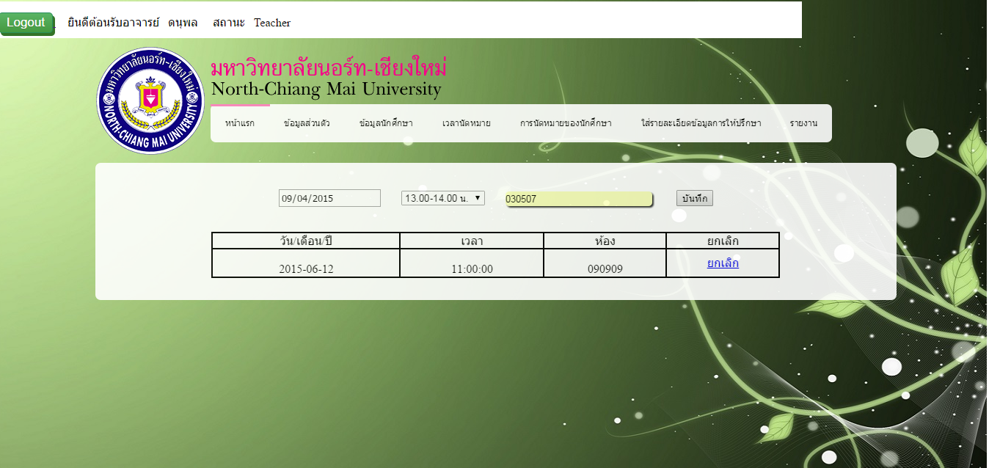 Logout ยินดีต้อนรับอาจารย์ ดนุพล สถานะ Teacher
มหาวิทยาลัยนอร์ท-เชียงใหม่
NORTH-CHIANG MAI UNIVERSITY
มหาวิทยาลัยนอร์ท-เชียงใหม่
North-Chiang Mai University
หน้าแรก ข้อมูลส่วนตัว ข้อมูลนักศึกษา เวลานัดหมาย การนัดหมายของนักศึกษา ใส่รายละเอียดข้อมูลการให้ปรึกษา รายงาน
09/04/2015 13.00-14.00 น. 030507 บันทึก
วัน/เดือน/ปี เวลา ห้อง ยกเลิก
2015-06-12 11:00:00 090909 ยกเลิก